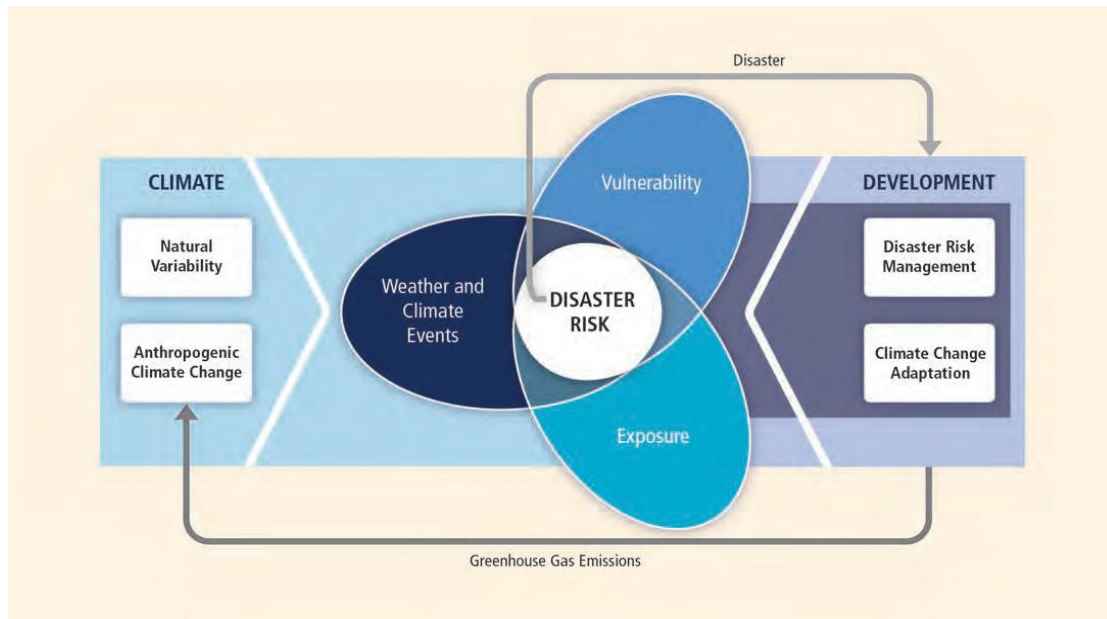 Disaster
CLIMATE
Natural
Variability
Anthropogenic
Climate Change
Weather and
Climate
Events
Vulnerability
DISASTER
RISK
Exposure
DEVELOPMENT
Disaster Risk
Management
Climate Change
Adaptation
Greenhouse Gas Emissions